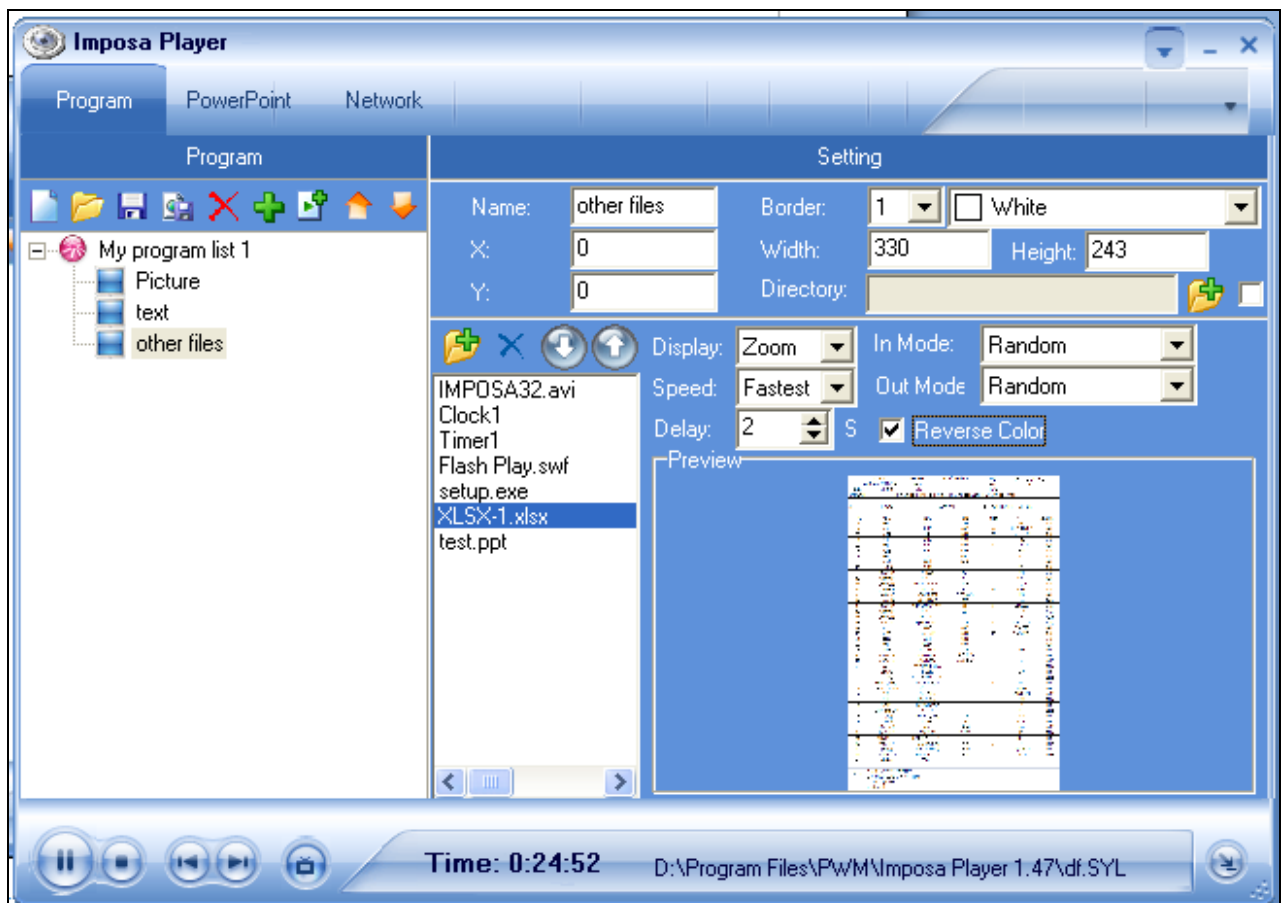 Imposa Player
Program PowerPoint Network
Program
Setting
My program list 1
Picture
text
other files
Name: other files Border: 1 White
X: 0 Width: 330 Height: 243
Y: 0 Directory:
Display: Zoom In Mode: Random
Speed: Fastest Out Mode Random
Delay: 2 S Reverse Color
IMPOSA32.avi
Clock1
Timer1
Flash Play.swf
setup.exe
XLSX-1.xlsx
test.ppt
Preview
Time: 0:24:52 D:\Program Files\PWM\Imposa Player 1.47\df.SYL